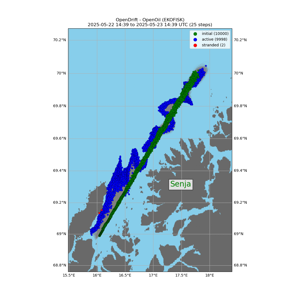 OpenDrift - OpenOil (EKOFISK)
2025-05-22 14:39 to 2025-05-23 14:39 UTC (25 steps)
initial (10000)
active (9998)
stranded (2)
70.2°N
70.2°N
70°N
70°N
69.8°N
69.8°N
69.6°N
69.6°N
69.4°N
69.4°N
69.2°N
69.2°N
69°N
69°N
68.8°N
68.8°N
Senja
15.5°E
16°E
16.5°E
17°E
17.5°E
18°E